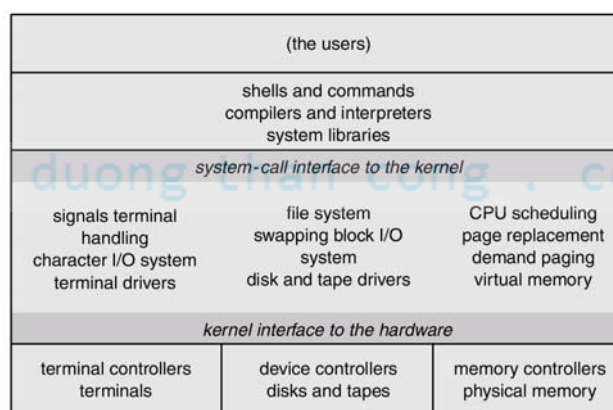 (the users)
shells and commands
compilers and interpreters
system libraries
system-call interface to the kernel
duong than cong . co
signals terminal
handling
character I/O system
terminal drivers
file system
swapping block I/O
system
disk and tape drivers
CPU scheduling
page replacement
demand paging
virtual memory
kernel interface to the hardware
terminal controllers
terminals
device controllers
disks and tapes
memory controllers
physical memory